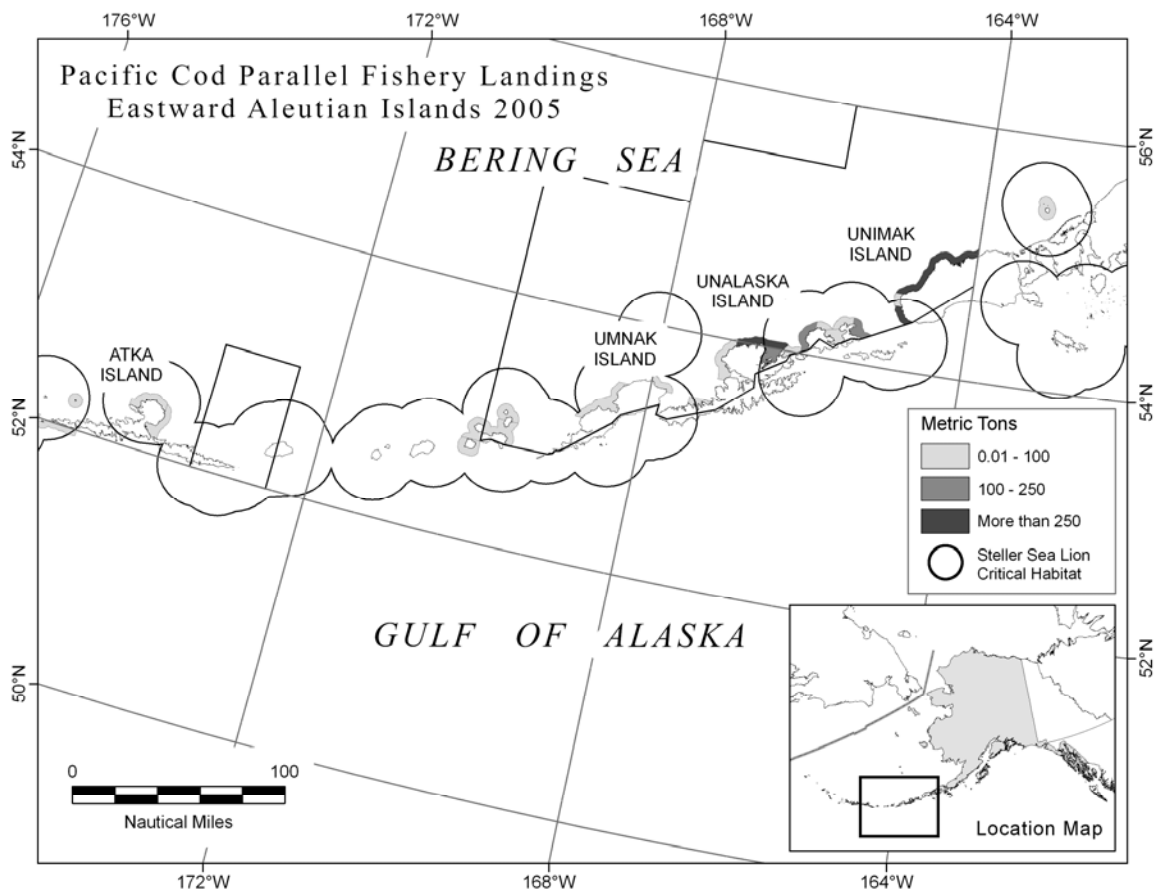 176°W 172°W 168°W 164°W
Pacific Cod Parallel Fishery Landings
Eastward Aleutian Islands 2005
54°N
56°N
BERING SEA
UNIMAK
ISLAND
UNALASKA
ISLAND
UMNAK
ISLAND
ATKA
ISLAND
52°N
54°N
Metric Tons
0.01 - 100
100 - 250
More than 250
Steller Sea Lion
Critical Habitat
GULF OF ALASKA
52°N
50°N
0 100
Nautical Miles
Location Map
172°W 168°W 164°W